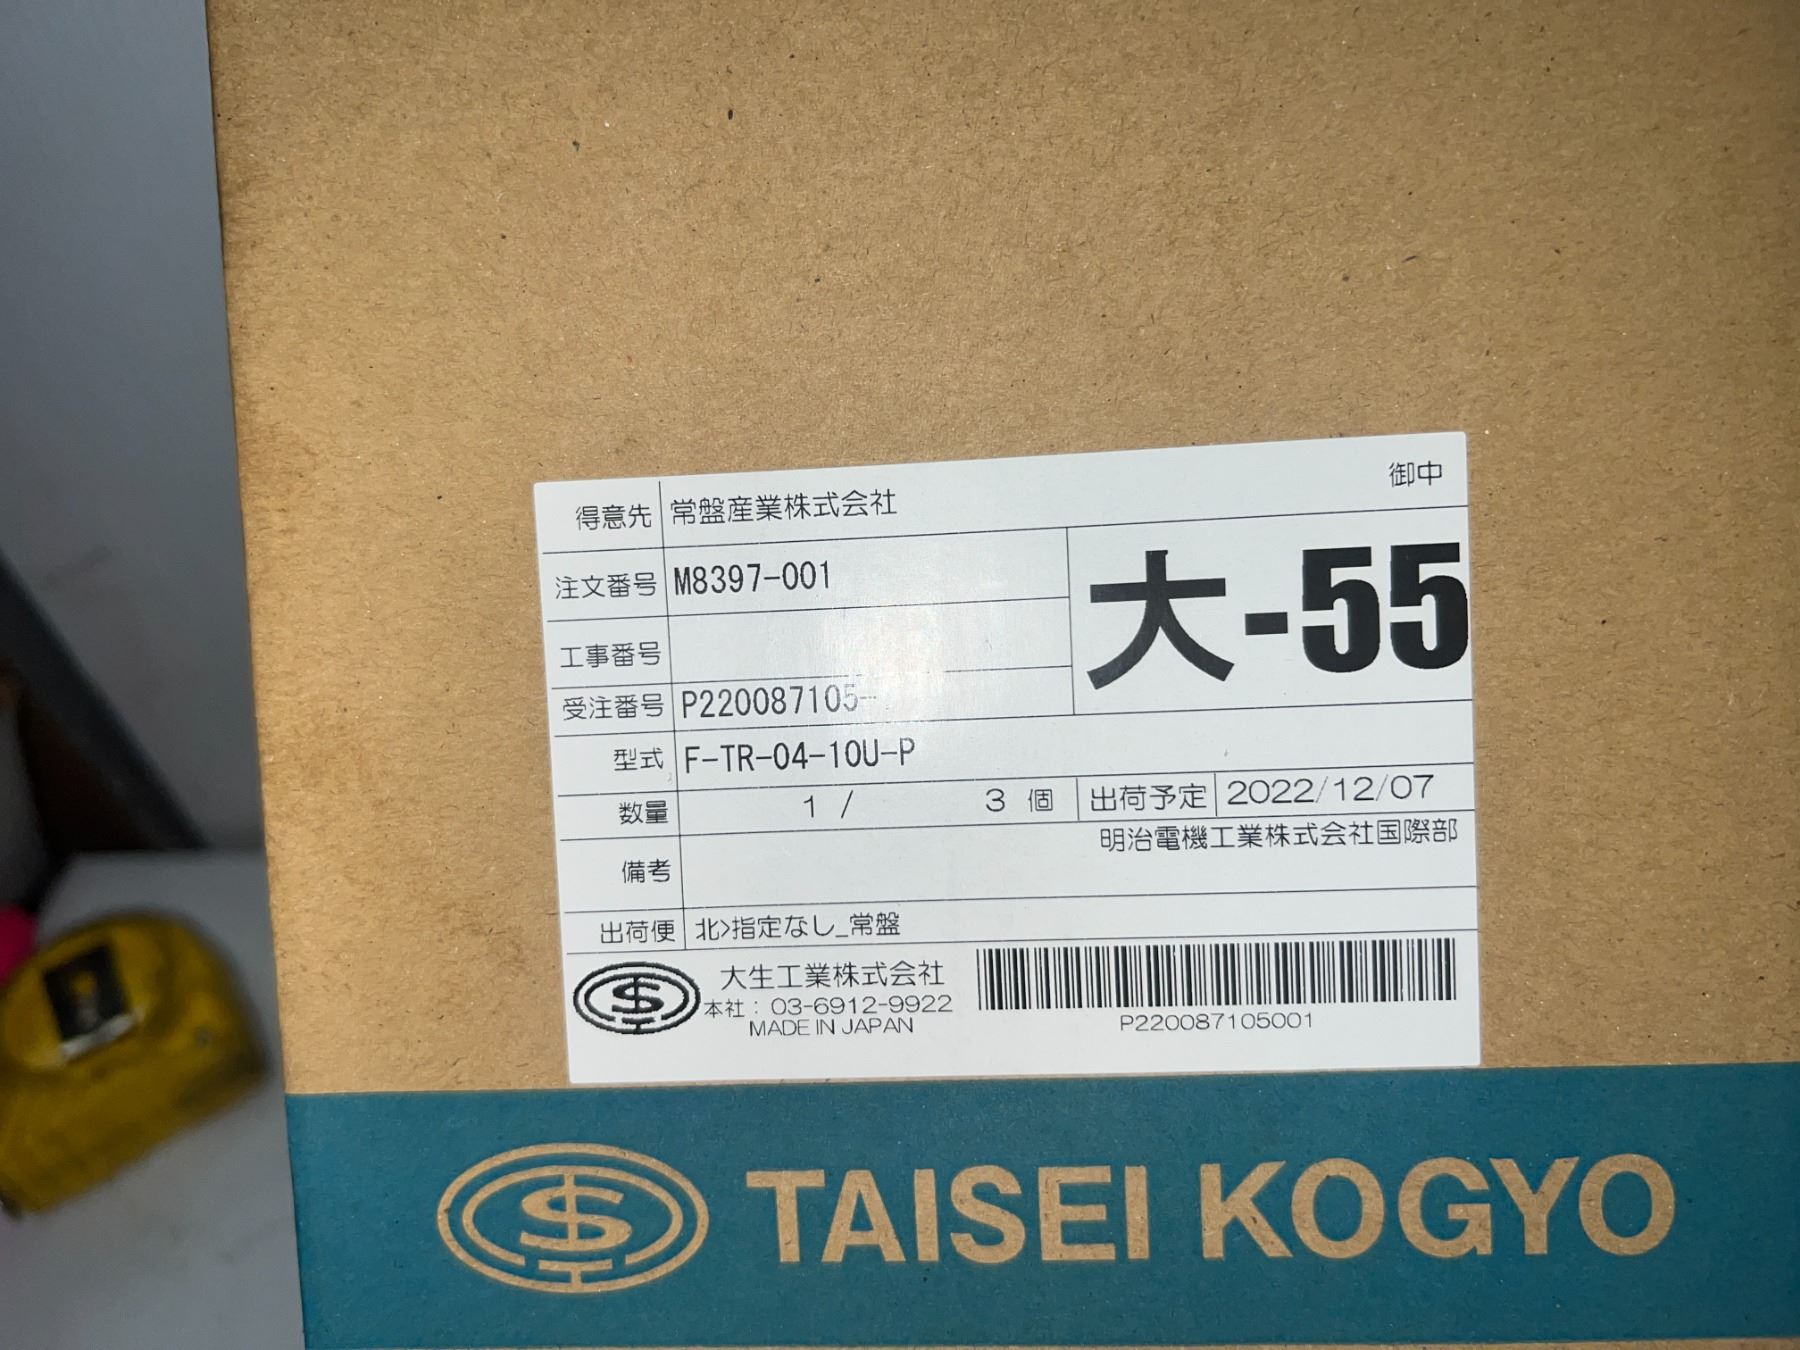 得意先 常盤産業株式会社 御中
注文番号 M8397-001
大-55
工事番号
受注番号 P220087105-
型式 F-TR-04-10U-P
数量 1 / 3 個 出荷予定 2022/12/07
明治電機工業株式会社国際部
備考
出荷便 北>指定なし_常盤
大生工業株式会社
本社: 03-6912-9922
MADE IN JAPAN
P220087105001
TAISEI KOGYO